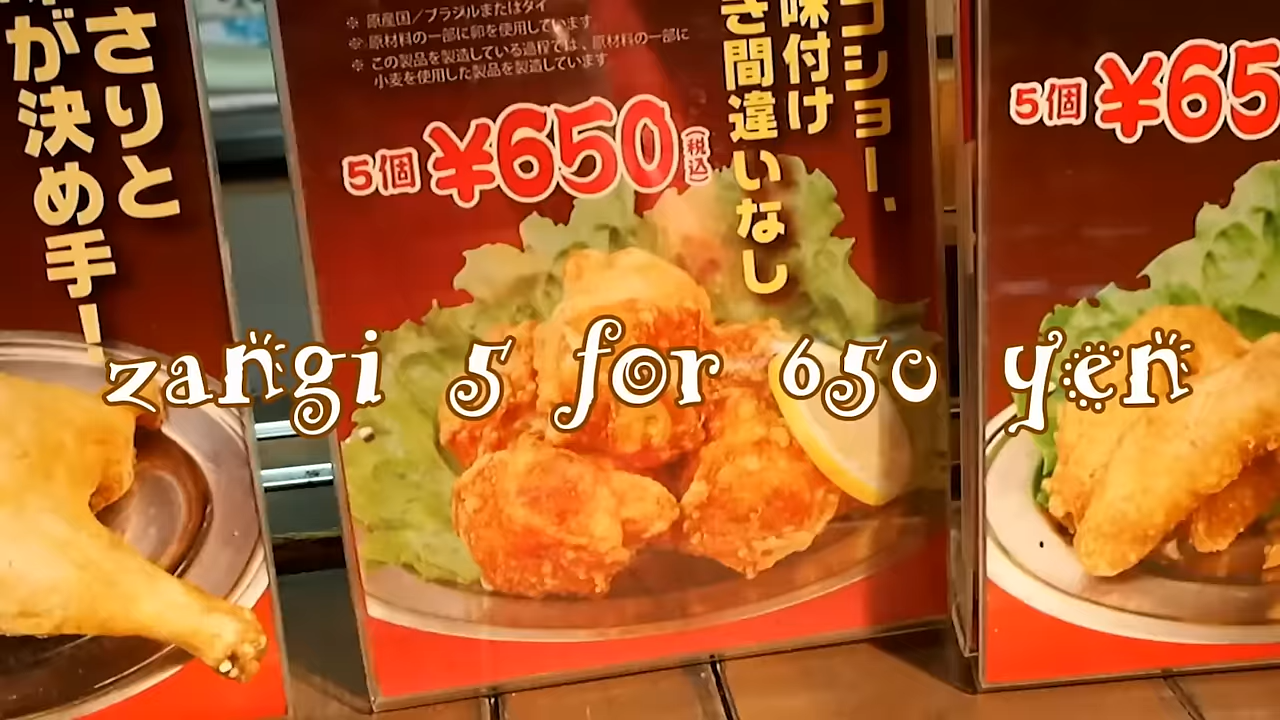 さりと
が決め手！
※ 原産国／ブラジルまたはタイ
※ 原材料の一部に卵を使用しています
※ この製品を製造している過程では、原材料の一部に
小麦を使用した製品を製造しています
コショー、
味付け
き間違いなし
5個 ¥650 (税込)
5個 ¥65
zangi 5 for 650 yen